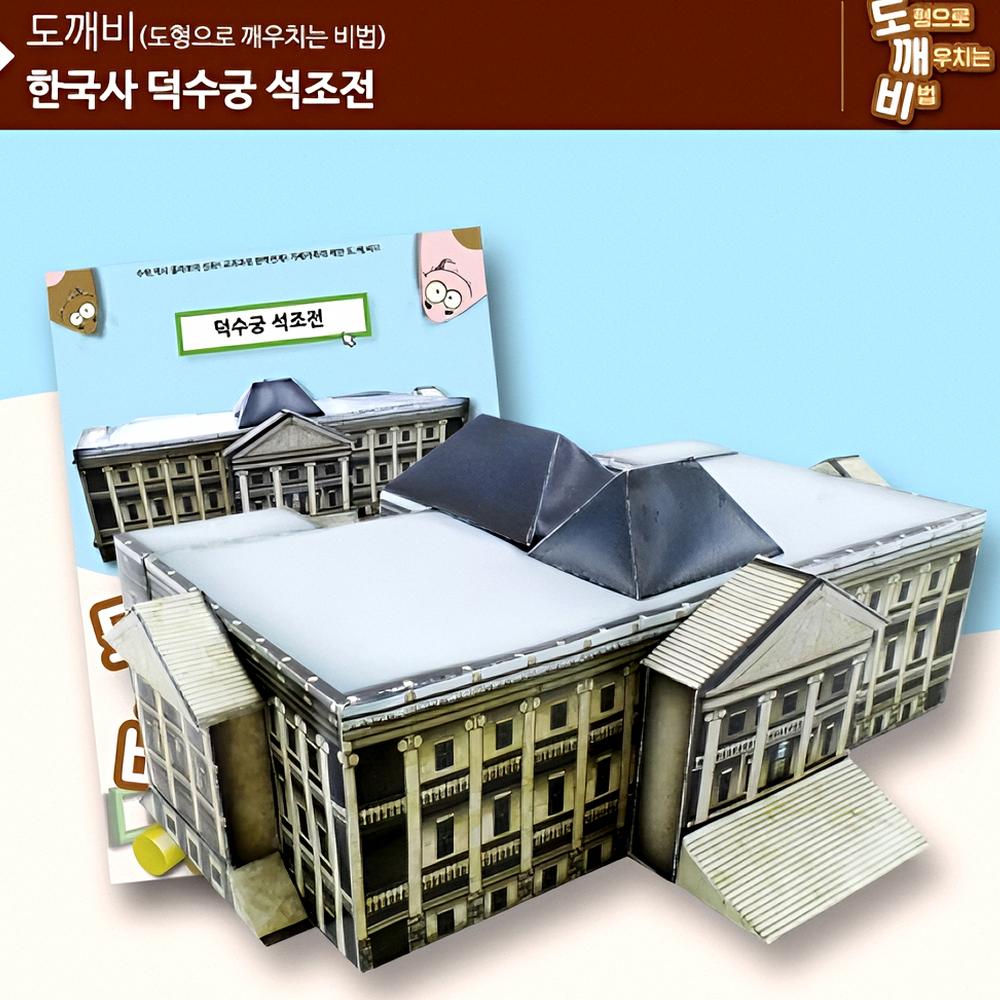 도깨비(도형으로 깨우치는 비법)
한국사 덕수궁 석조전
도형으로
깨우치는
비법
덕수궁 석조전